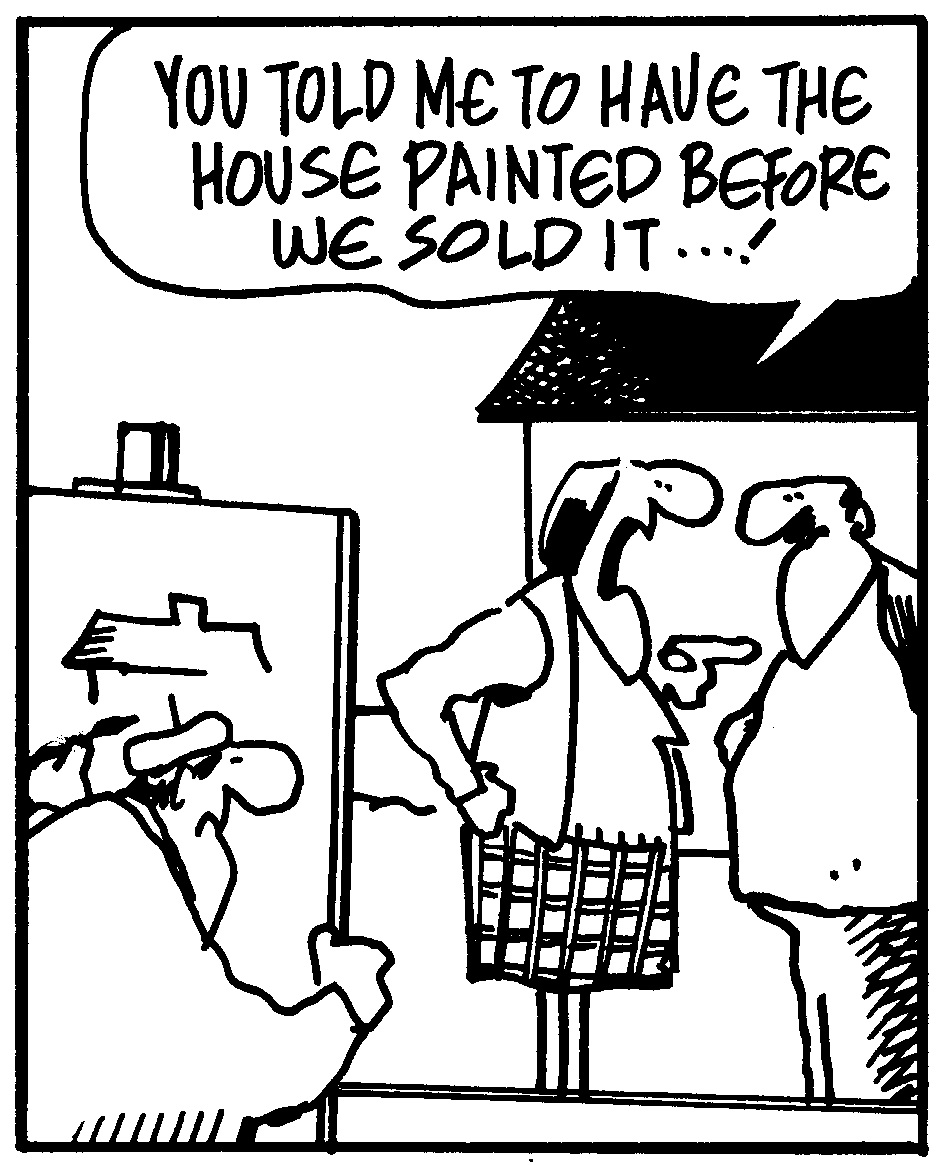 YOU TOLD ME TO HAVE THE
HOUSE PAINTED BEFORE
WE SOLD IT ....!